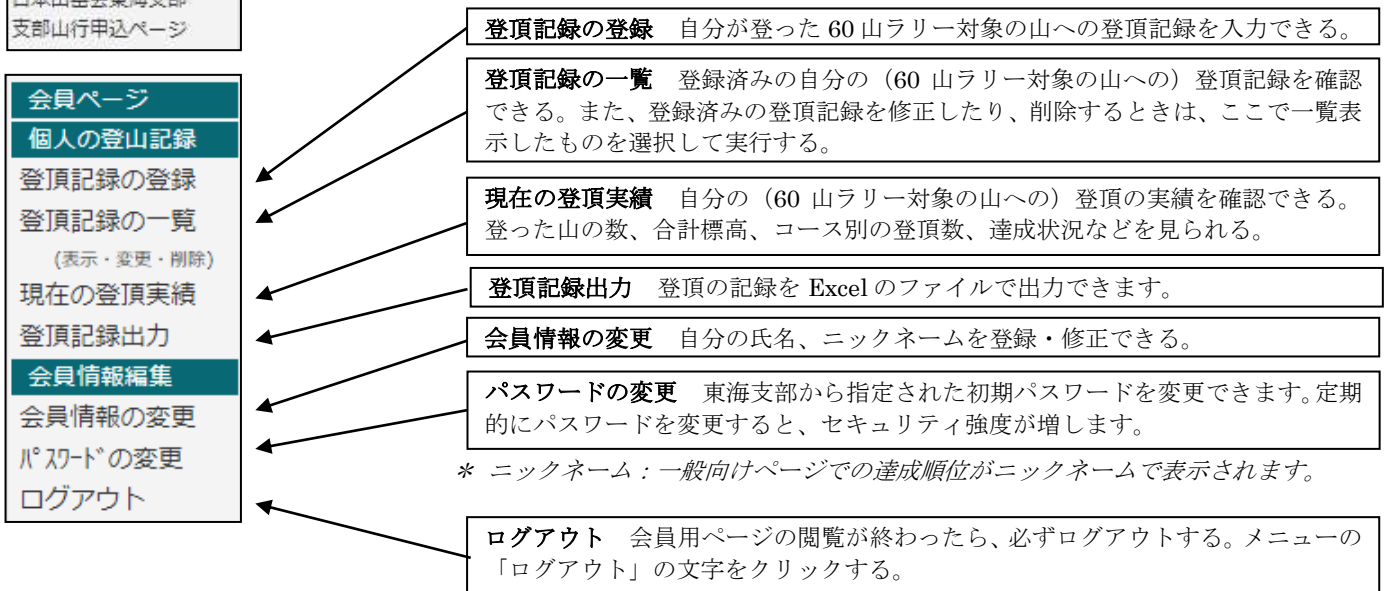 日本山岳会東海支部
支部山行申込ページ
会員ページ
個人の登山記録
登頂記録の登録
登頂記録の一覧
(表示・変更・削除)
現在の登頂実績
登頂記録出力
会員情報編集
会員情報の変更
ﾊﾟｽﾜｰﾄﾞの変更
ログアウト
登頂記録の登録　自分が登った 60 山ラリー対象の山への登頂記録を入力できる。
登頂記録の一覧　登録済みの自分の（60 山ラリー対象の山への）登頂記録を確認
できる。また、登録済みの登頂記録を修正したり、削除するときは、ここで一覧表
示したものを選択して実行する。
現在の登頂実績　自分の（60 山ラリー対象の山への）登頂の実績を確認できる。
登った山の数、合計標高、コース別の登頂数、達成状況などを見られる。
登頂記録出力　登頂の記録を Excel のファイルで出力できます。
会員情報の変更　自分の氏名、ニックネームを登録・修正できる。
パスワードの変更　東海支部から指定された初期パスワードを変更できます。定期
的にパスワードを変更すると、セキュリティ強度が増します。
＊ ニックネーム：一般向けページでの達成順位がニックネームで表示されます。
ログアウト　会員用ページの閲覧が終わったら、必ずログアウトする。メニューの
「ログアウト」の文字をクリックする。